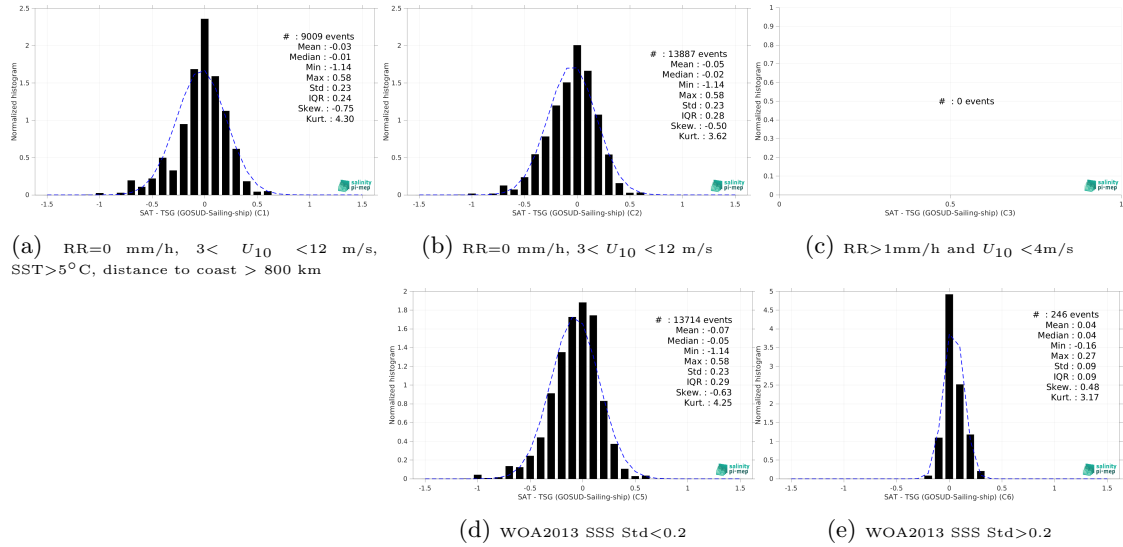 2.5
2
1.5
1
0.5
0
-1.5 -1 -0.5 0 0.5 1 1.5
Normalized histogram
SAT - TSG (GOSUD-Sailing-ship) (C1)
# : 9009 events
Mean : -0.03
Median : -0.01
Min : -1.14
Max : 0.58
Std : 0.23
IQR : 0.24
Skew. : -0.75
Kurt. : 4.30
salinity
pi-mep
(a) RR=0 mm/h, 3< U10 <12 m/s,
SST>5°C, distance to coast > 800 km
2.5
2
1.5
1
0.5
0
-1.5 -1 -0.5 0 0.5 1 1.5
Normalized histogram
SAT - TSG (GOSUD-Sailing-ship) (C2)
# : 13887 events
Mean : -0.05
Median : -0.02
Min : -1.14
Max : 0.58
Std : 0.23
IQR : 0.28
Skew. : -0.50
Kurt. : 3.62
salinity
pi-mep
(b) RR=0 mm/h, 3< U10 <12 m/s
1
0.9
0.8
0.7
0.6
0.5
0.4
0.3
0.2
0.1
0
0 0.5 1
Normalized histogram
SAT - TSG (GOSUD-Sailing-ship) (C3)
# : 0 events
salinity
pi-mep
(c) RR>1mm/h and U10 <4m/s
2
1.8
1.6
1.4
1.2
1
0.8
0.6
0.4
0.2
0
-1.5 -1 -0.5 0 0.5 1 1.5
Normalized histogram
SAT - TSG (GOSUD-Sailing-ship) (C5)
# : 13714 events
Mean : -0.07
Median : -0.05
Min : -1.14
Max : 0.58
Std : 0.23
IQR : 0.29
Skew. : -0.63
Kurt. : 4.25
salinity
pi-mep
(d) WOA2013 SSS Std<0.2
5
4.5
4
3.5
3
2.5
2
1.5
1
0.5
0
-1.5 -1 -0.5 0 0.5 1 1.5
Normalized histogram
SAT - TSG (GOSUD-Sailing-ship) (C6)
# : 246 events
Mean : 0.04
Median : 0.04
Min : -0.16
Max : 0.27
Std : 0.09
IQR : 0.09
Skew. : 0.48
Kurt. : 3.17
salinity
pi-mep
(e) WOA2013 SSS Std>0.2